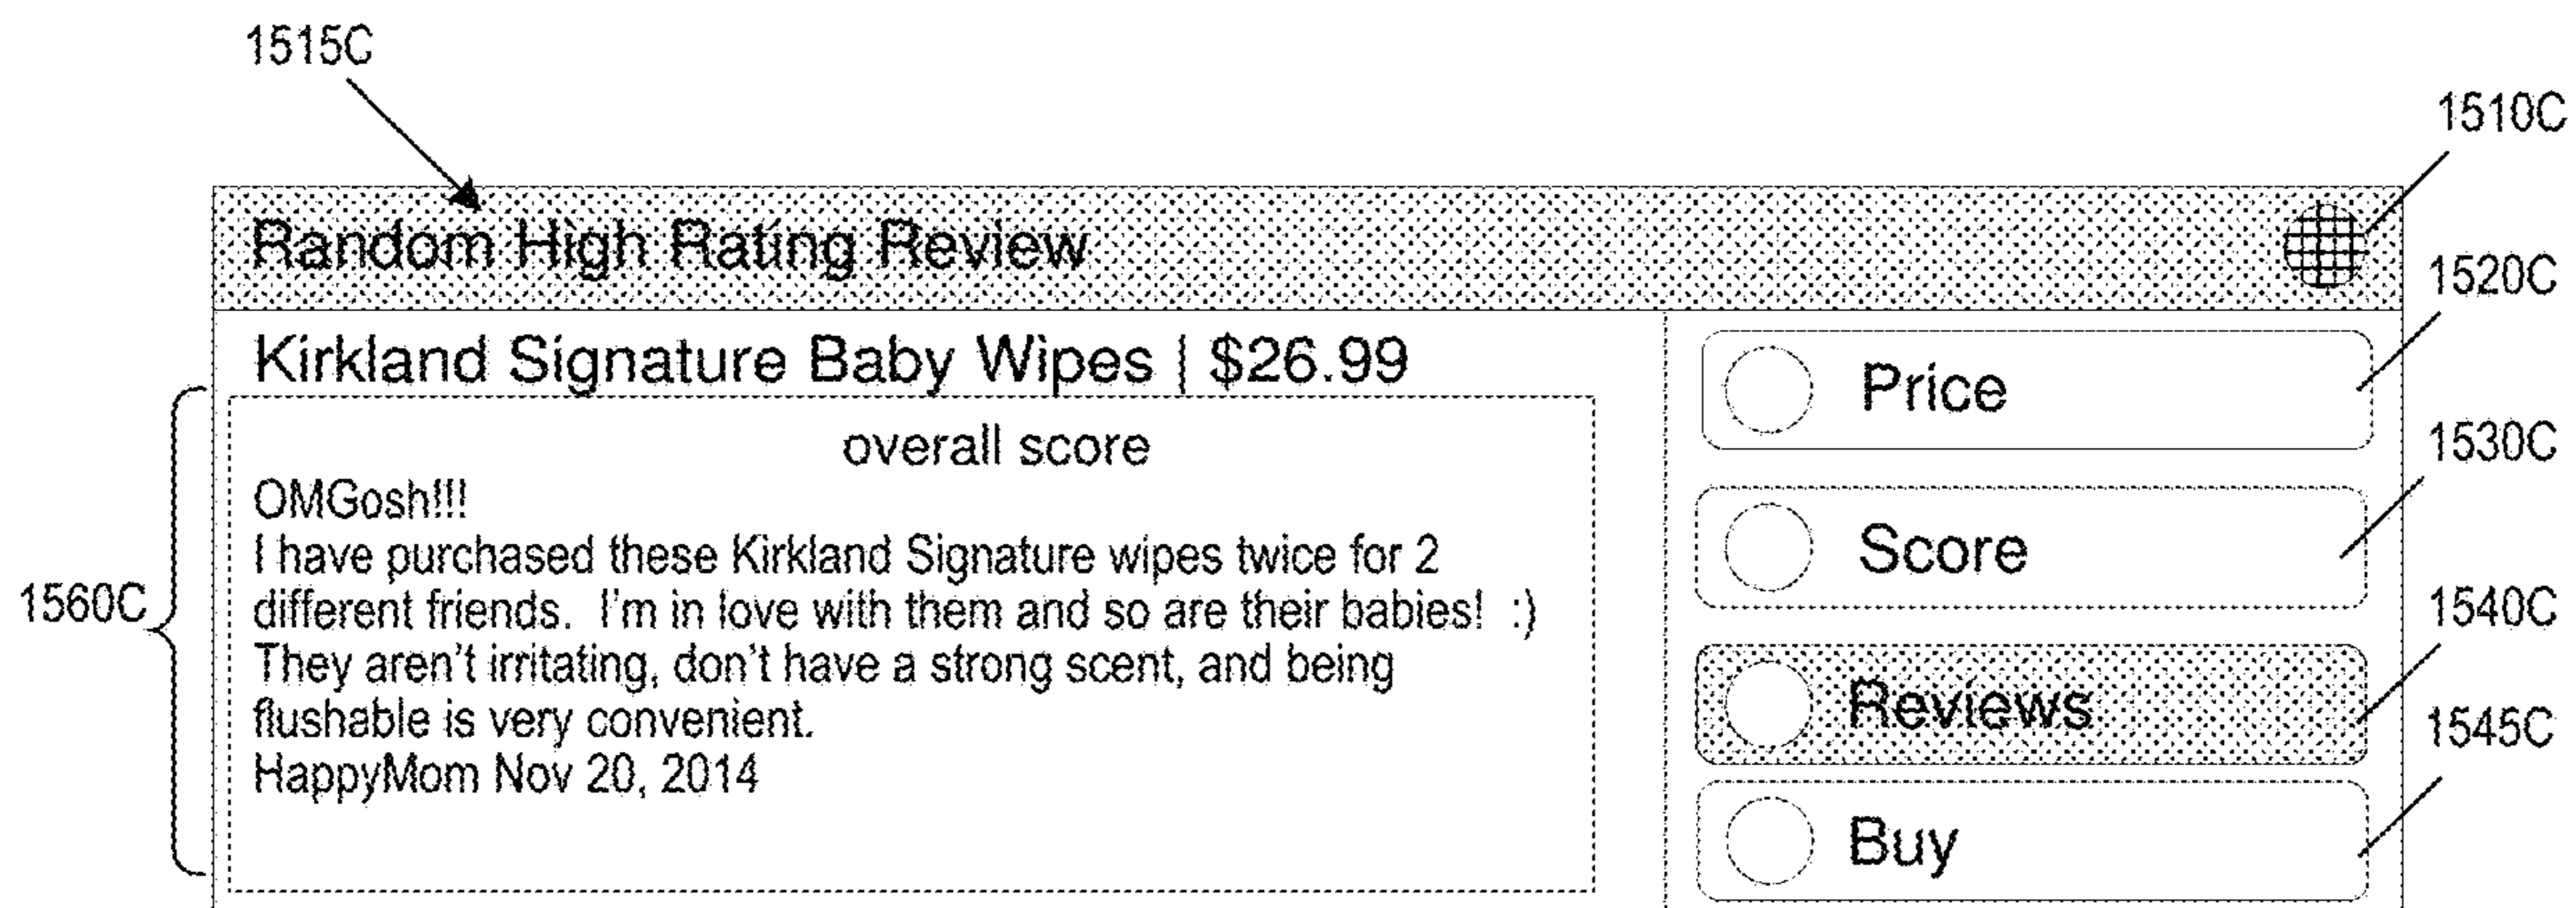 1515C
1510C
Random High Rating Review
1520C
Kirkland Signature Baby Wipes | $26.99
Price
overall score
1530C
OMGosh!!!
I have purchased these Kirkland Signature wipes twice for 2
Score
different friends.  I'm in love with them and so are their babies!  :)
1560C
1540C
They aren't irritating, don't have a strong scent, and being
flushable is very convenient.
Reviews
1545C
HappyMom Nov 20, 2014
Buy